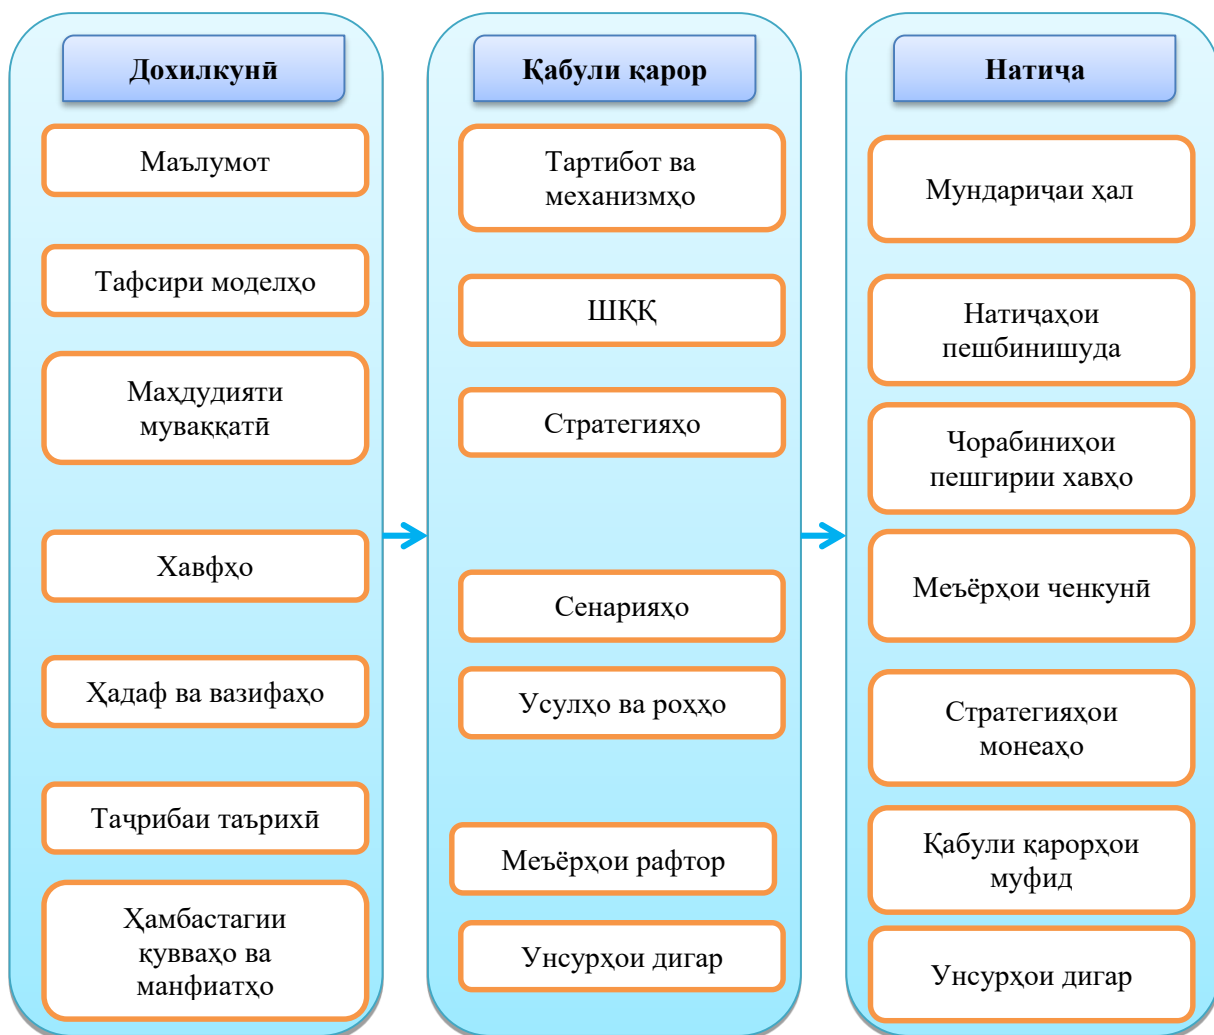 Дохилкунӣ
Маълумот
Тафсири моделҳо
Маҳдудияти
муваққатӣ
Хавфҳо
Ҳадаф ва вазифаҳо
Таҷрибаи таърихӣ
Ҳамбастагии
қувваҳо ва
манфиатҳо
Қабули қарор
Тартибот ва
механизмҳо
ШҚҚ
Стратегияҳо
Сенарияҳо
Усулҳо ва роҳҳо
Меъёрҳои рафтор
Унсурҳои дигар
Натиҷа
Мундариҷаи ҳал
Натиҷаҳои
пешбинишуда
Чорабиниҳои
пешгирии хавҳо
Меъёрҳои ченкунӣ
Стратегияҳои
монеаҳо
Қабули қарорҳои
муфид
Унсурҳои дигар